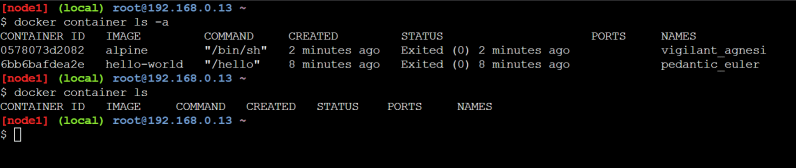 [node1] (local) root@192.168.0.13 ~
$ docker container ls -a
CONTAINER ID   IMAGE         COMMAND    CREATED         STATUS                     PORTS     NAMES
0578073d2082   alpine        "/bin/sh"  2 minutes ago   Exited (0) 2 minutes ago             vigilant_agnesi
6bb6bafdea2e   hello-world   "/hello"   8 minutes ago   Exited (0) 8 minutes ago             pedantic_euler
[node1] (local) root@192.168.0.13 ~
$ docker container ls
CONTAINER ID   IMAGE     COMMAND   CREATED   STATUS    PORTS     NAMES
[node1] (local) root@192.168.0.13 ~
$